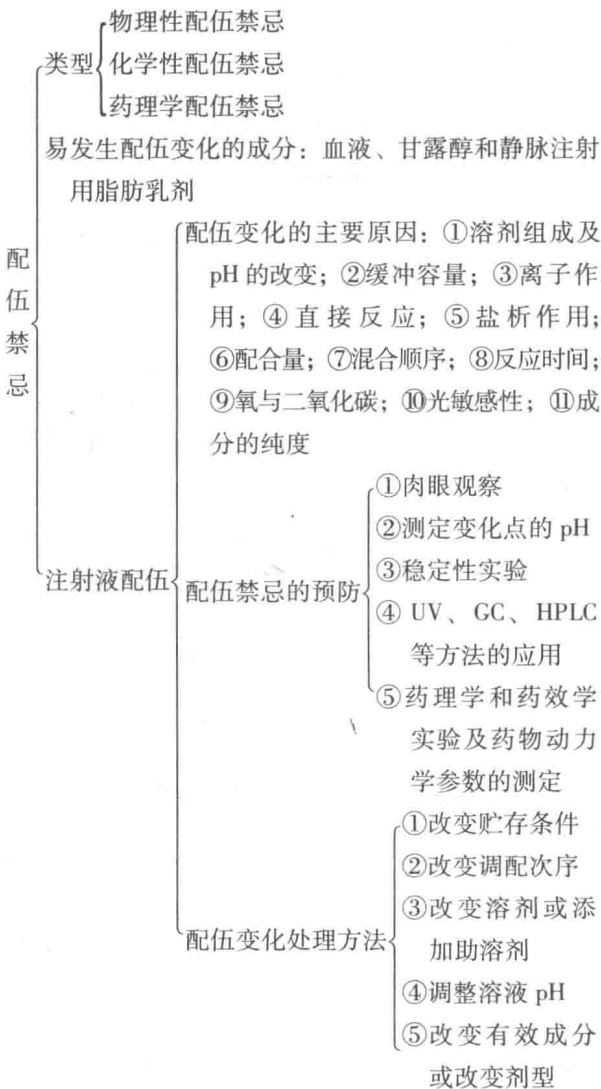 配伍禁忌
类型
物理性配伍禁忌
化学性配伍禁忌
药理学配伍禁忌
易发生配伍变化的成分：血液、甘露醇和静脉注射
用脂肪乳剂
注射液配伍
配伍变化的主要原因：①溶剂组成及
pH的改变；②缓冲容量；③离子作
用；④直接反应；⑤盐析作用；
⑥配合量；⑦混合顺序；⑧反应时间；
⑨氧与二氧化碳；⑩光敏感性；⑪成
分的纯度
配伍禁忌的预防
①肉眼观察
②测定变化点的pH
③稳定性实验
④ UV、GC、HPLC
等方法的应用
⑤药理学和药效学
实验及药物动力
学参数的测定
配伍变化处理方法
①改变贮存条件
②改变调配次序
③改变溶剂或添
加助溶剂
④调整溶液pH
⑤改变有效成分
或改变剂型